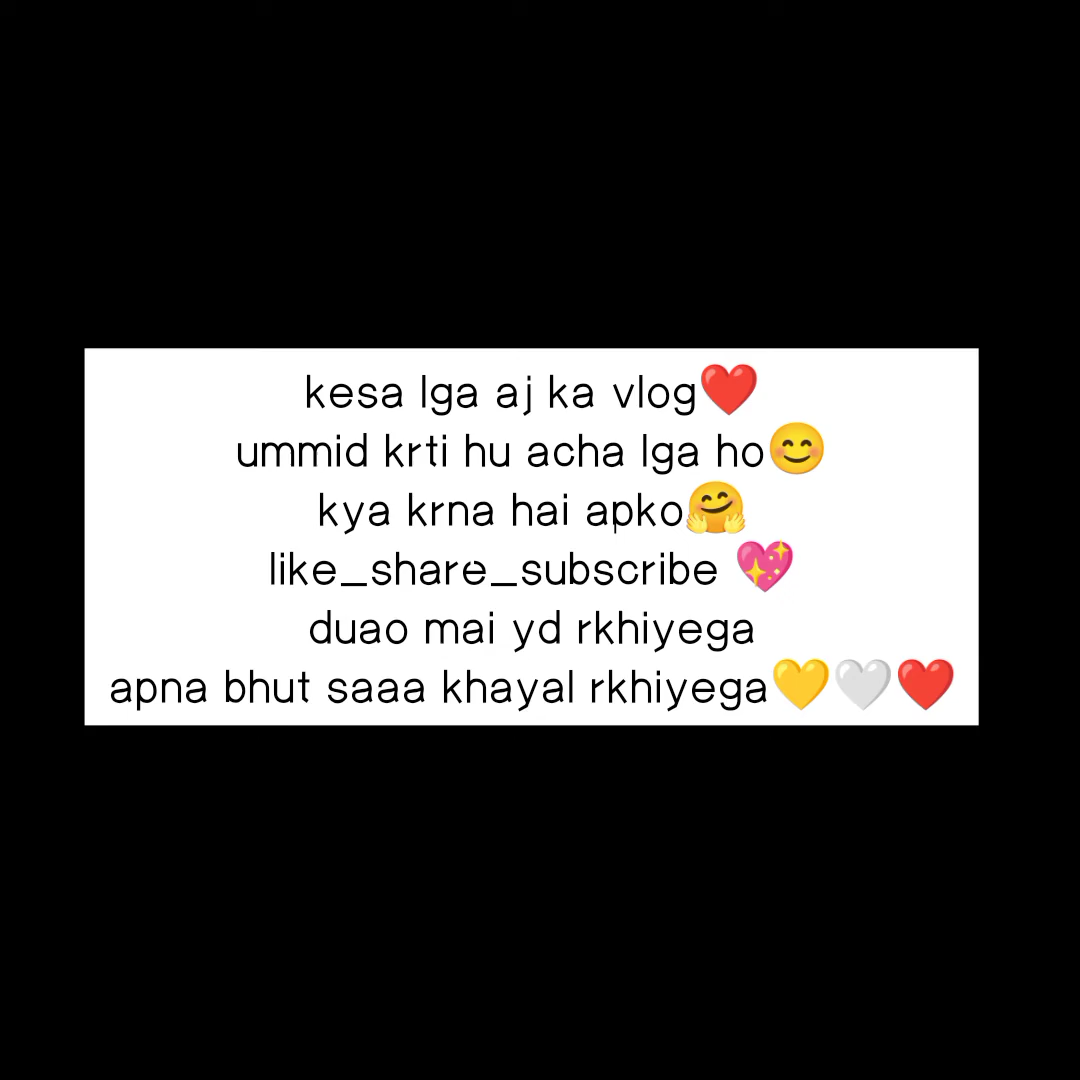 kesa lga aj ka vlog❤️
ummid krti hu acha lga ho😊
kya krna hai apko🤗
like_share_subscribe 💖
duao mai yd rkhiyega
apna bhut saaa khayal rkhiyega💛🤍❤️